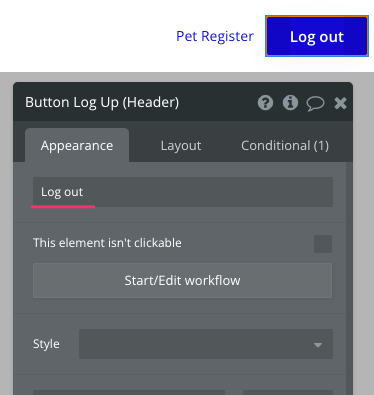 Pet Register
Log out
Button Log Up (Header)
Appearance
Layout
Conditional (1)
Log out
This element isn't clickable
Start/Edit workflow
Style